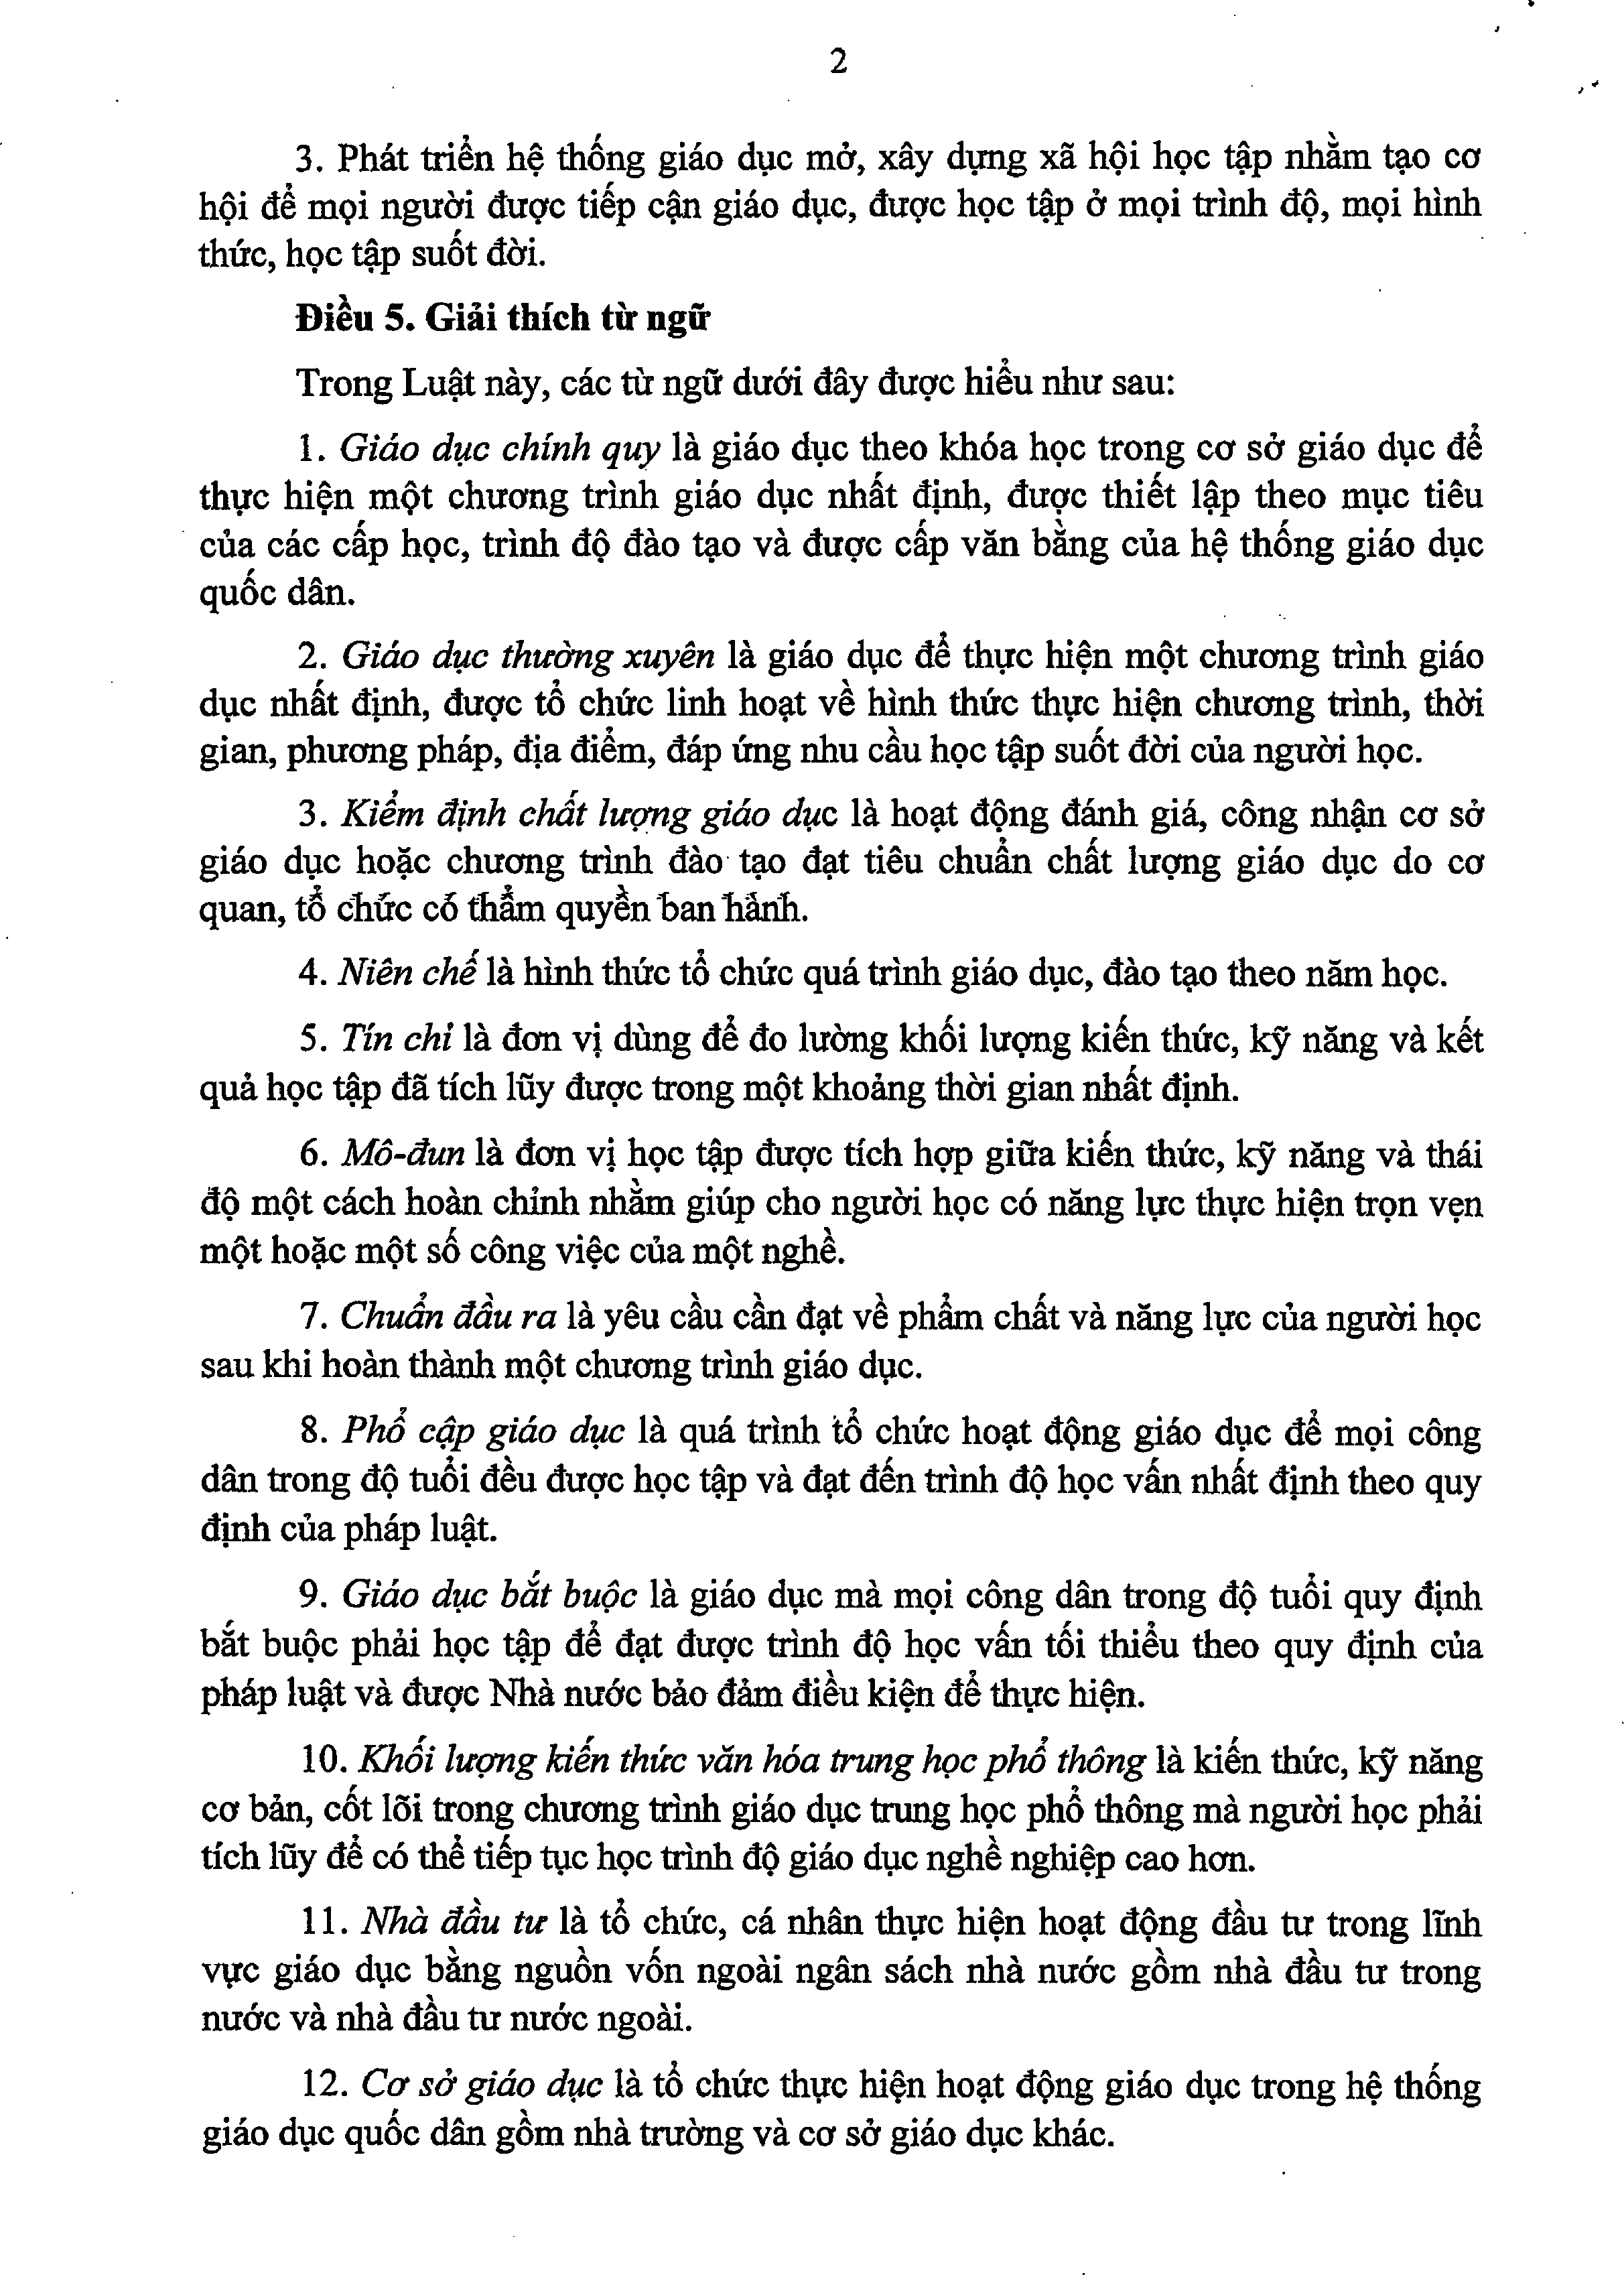 2
3. Phát triển hệ thống giáo dục mở, xây dựng xã hội học tập nhằm tạo cơ
hội để mọi người được tiếp cận giáo dục, được học tập ở mọi trình độ, mọi hình
thức, học tập suốt đời.
Điều 5. Giải thích từ ngữ
Trong Luật này, các từ ngữ dưới đây được hiểu như sau:
1. Giáo dục chính quy là giáo dục theo khóa học trong cơ sở giáo dục để
thực hiện một chương trình giáo dục nhất định, được thiết lập theo mục tiêu
của các cấp học, trình độ đào tạo và được cấp văn bằng của hệ thống giáo dục
quốc dân.
2. Giáo dục thường xuyên là giáo dục để thực hiện một chương trình giáo
dục nhất định, được tổ chức linh hoạt về hình thức thực hiện chương trình, thời
gian, phương pháp, địa điểm, đáp ứng nhu cầu học tập suốt đời của người học.
3. Kiểm định chất lượng giáo dục là hoạt động đánh giá, công nhận cơ sở
giáo dục hoặc chương trình đào tạo đạt tiêu chuẩn chất lượng giáo dục do cơ
quan, tổ chức có thẩm quyền ban hành.
4. Niên chế là hình thức tổ chức quá trình giáo dục, đào tạo theo năm học.
5. Tín chỉ là đơn vị dùng để đo lường khối lượng kiến thức, kỹ năng và kết
quả học tập đã tích lũy được trong một khoảng thời gian nhất định.
6. Mô-đun là đơn vị học tập được tích hợp giữa kiến thức, kỹ năng và thái
độ một cách hoàn chỉnh nhằm giúp cho người học có năng lực thực hiện trọn vẹn
một hoặc một số công việc của một nghề.
7. Chuẩn đầu ra là yêu cầu cần đạt về phẩm chất và năng lực của người học
sau khi hoàn thành một chương trình giáo dục.
8. Phổ cập giáo dục là quá trình tổ chức hoạt động giáo dục để mọi công
dân trong độ tuổi đều được học tập và đạt đến trình độ học vấn nhất định theo quy
định của pháp luật.
9. Giáo dục bắt buộc là giáo dục mà mọi công dân trong độ tuổi quy định
bắt buộc phải học tập để đạt được trình độ học vấn tối thiểu theo quy định của
pháp luật và được Nhà nước bảo đảm điều kiện để thực hiện.
10. Khối lượng kiến thức văn hóa trung học phổ thông là kiến thức, kỹ năng
cơ bản, cốt lõi trong chương trình giáo dục trung học phổ thông mà người học phải
tích lũy để có thể tiếp tục học trình độ giáo dục nghề nghiệp cao hơn.
11. Nhà đầu tư là tổ chức, cá nhân thực hiện hoạt động đầu tư trong lĩnh
vực giáo dục bằng nguồn vốn ngoài ngân sách nhà nước gồm nhà đầu tư trong
nước và nhà đầu tư nước ngoài.
12. Cơ sở giáo dục là tổ chức thực hiện hoạt động giáo dục trong hệ thống
giáo dục quốc dân gồm nhà trường và cơ sở giáo dục khác.